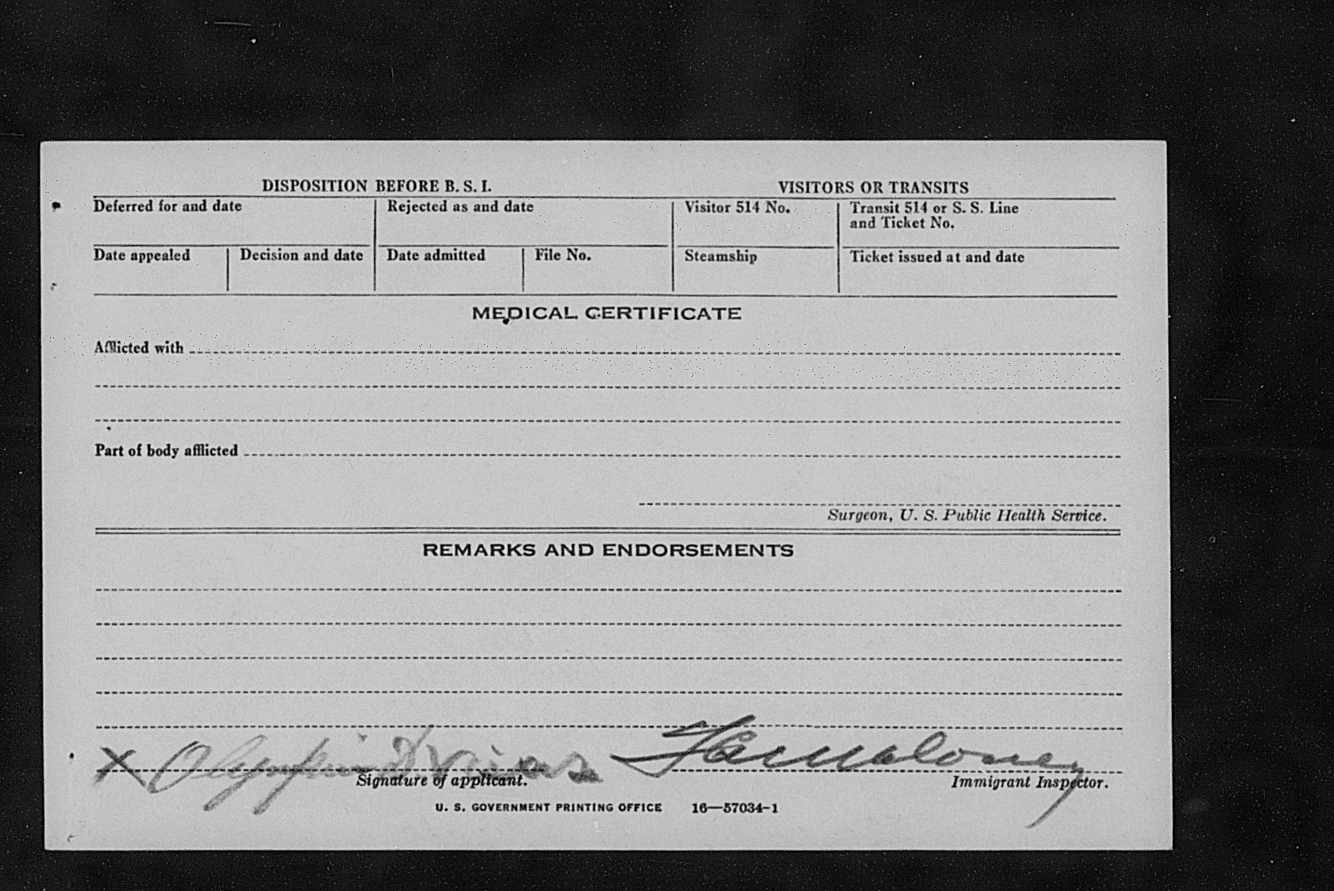 DISPOSITION BEFORE B. S. I.
VISITORS OR TRANSITS
Deferred for and date
Rejected as and date
Visitor 514 No.
Transit 514 or S. S. Line
and Ticket No.
Date appealed
Decision and date
Date admitted
File No.
Steamship
Ticket issued at and date
MEDICAL CERTIFICATE
Afflicted with
Part of body afflicted
Surgeon, U. S. Public Health Service.
REMARKS AND ENDORSEMENTS
X
Signature of applicant.
Immigrant Inspector.
U. S. GOVERNMENT PRINTING OFFICE 16—57034-1